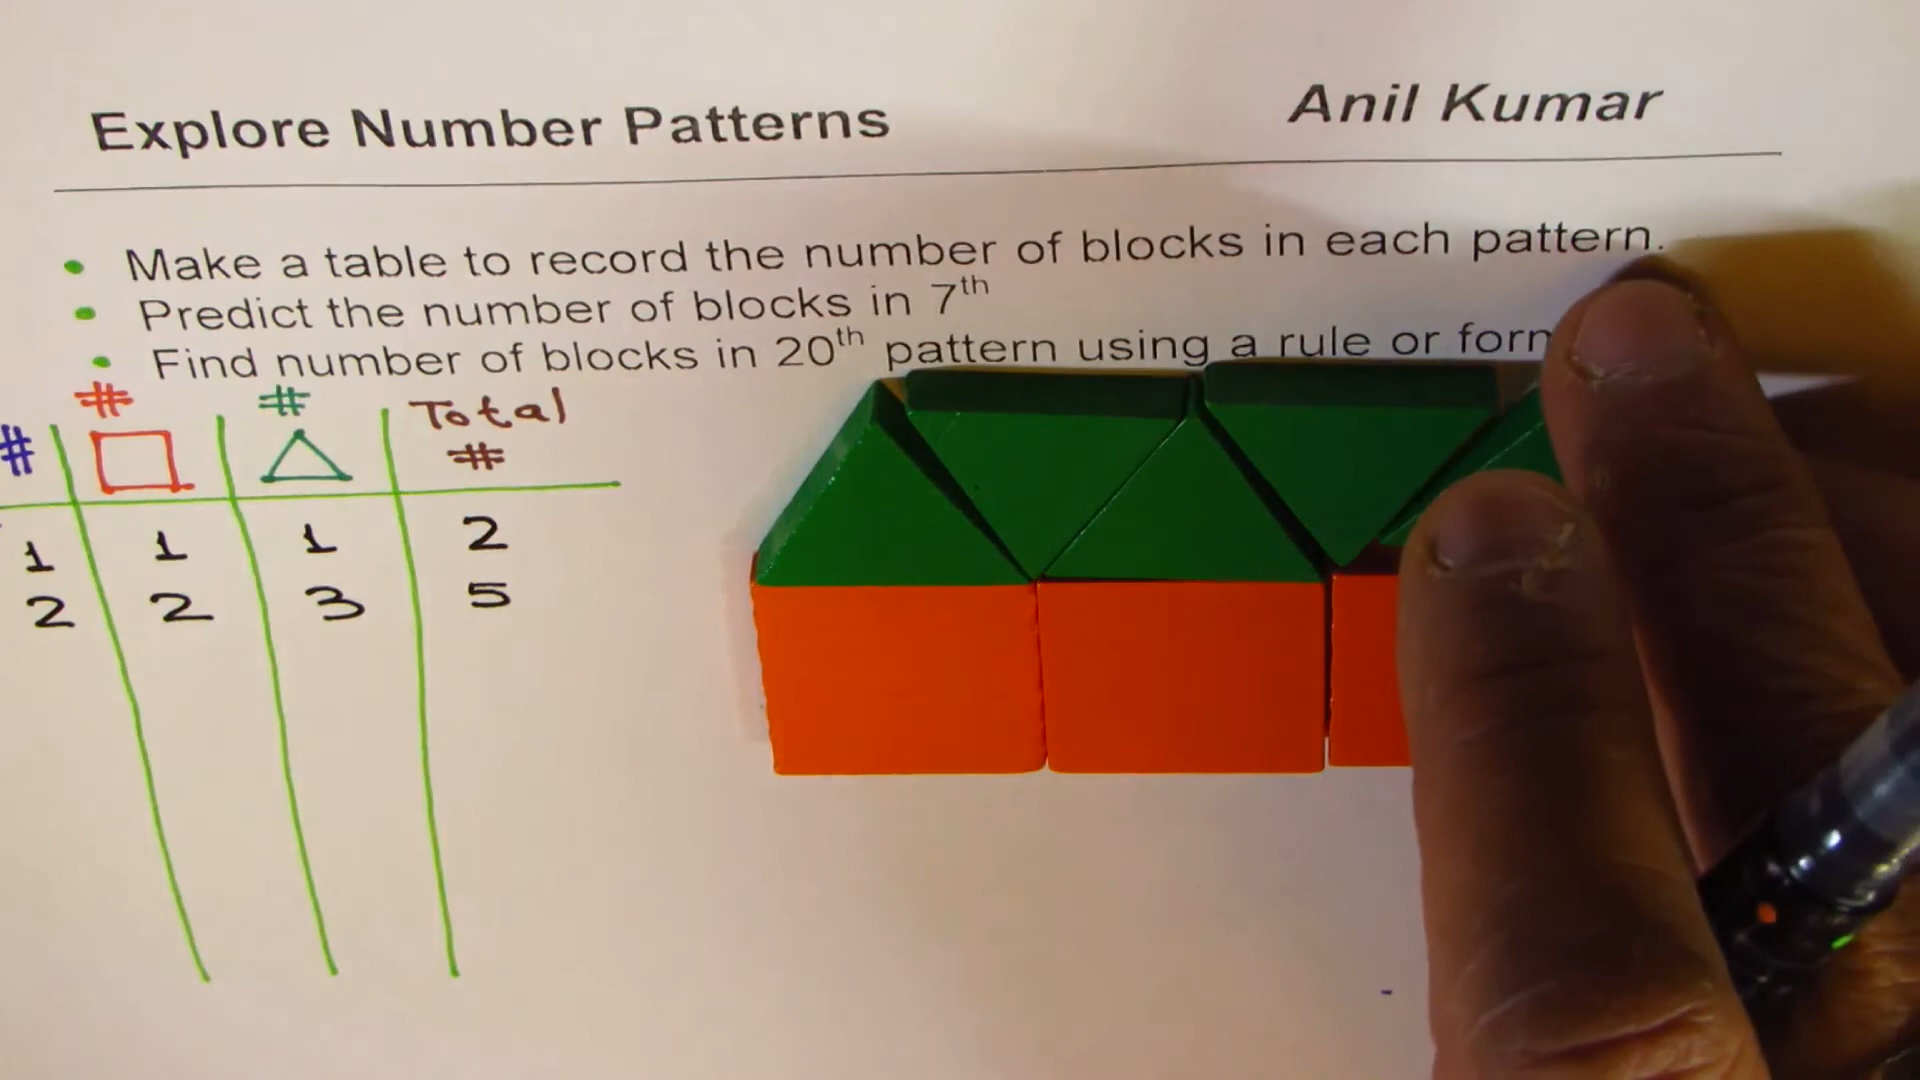 Explore Number Patterns Anil Kumar
Make a table to record the number of blocks in each pattern.
Predict the number of blocks in 7th
Find number of blocks in 20th pattern using a rule or form
# # Total
# #
1 1 1 2
2 2 3 5